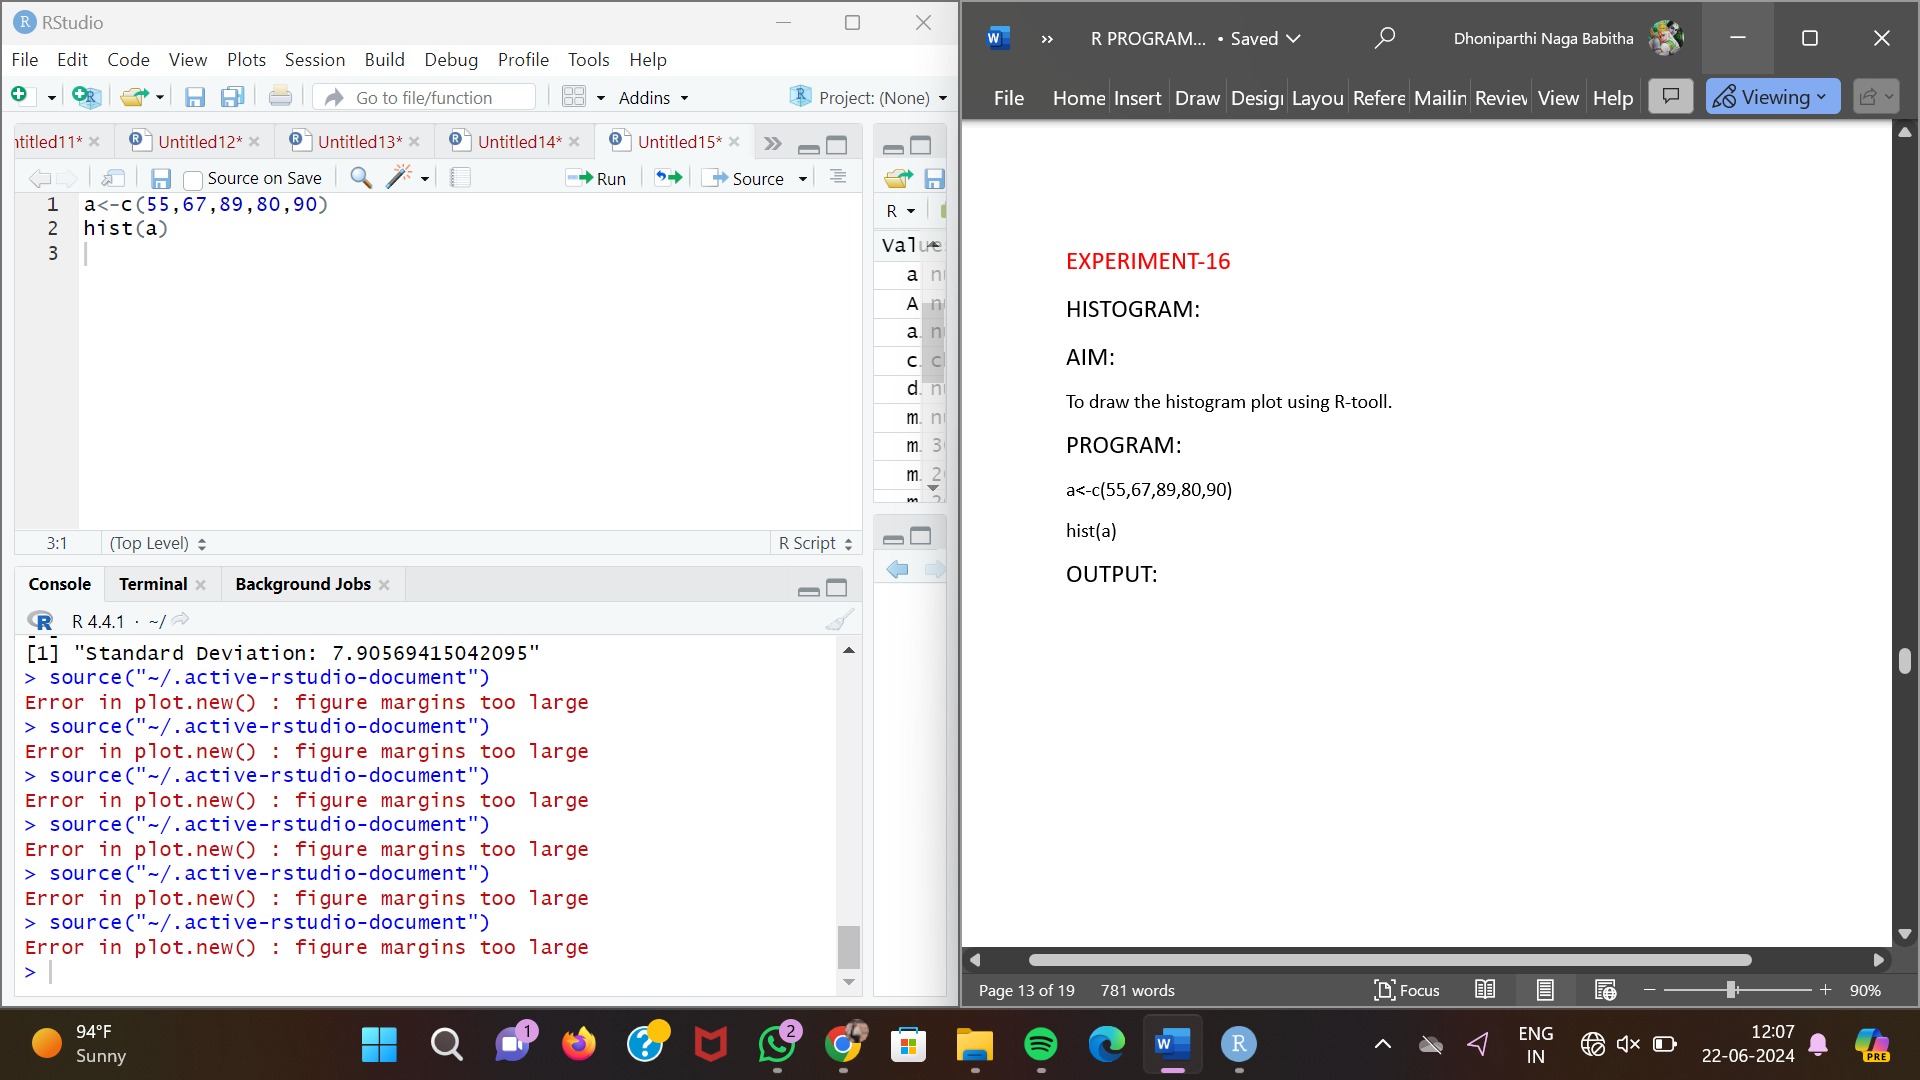 RStudio
File Edit Code View Plots Session Build Debug Profile Tools Help
Go to file/function Addins Project: (None)
ntitled11* Untitled12* Untitled13* Untitled14* Untitled15*
Source on Save Run Source
1 a<-c(55,67,89,80,90)
2 hist(a)
3
3:1 (Top Level) R Script
Console Terminal Background Jobs
R 4.4.1 · ~/
[1] "Standard Deviation: 7.90569415042095"
> source("~/.active-rstudio-document")
Error in plot.new() : figure margins too large
> source("~/.active-rstudio-document")
Error in plot.new() : figure margins too large
> source("~/.active-rstudio-document")
Error in plot.new() : figure margins too large
> source("~/.active-rstudio-document")
Error in plot.new() : figure margins too large
> source("~/.active-rstudio-document")
Error in plot.new() : figure margins too large
> source("~/.active-rstudio-document")
Error in plot.new() : figure margins too large
>
R
Value
a n
A n
a. n
c. c
d. n
m. n
m. 3
m. 2
R PROGRAM... • Saved Dhoniparthi Naga Babitha
File Home Insert Draw Desig Layou Refere Mailin Review View Help Viewing
EXPERIMENT-16
HISTOGRAM:
AIM:
To draw the histogram plot using R-tooll.
PROGRAM:
a<-c(55,67,89,80,90)
hist(a)
OUTPUT:
Page 13 of 19 781 words Focus 90%
94°F
Sunny
1
2
PRE
ENG
IN
12:07
22-06-2024